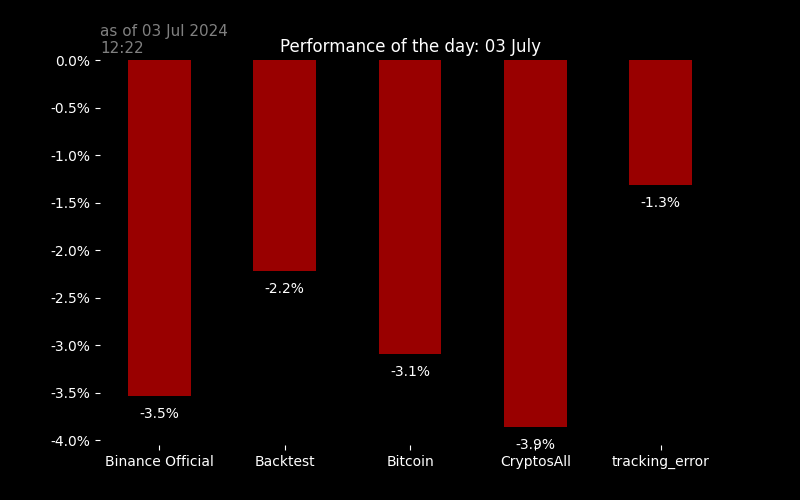 as of 03 Jul 2024
12:22
Performance of the day: 03 July
0.0%
-0.5%
-1.0%
-1.5%
-2.0%
-2.5%
-3.0%
-3.5%
-4.0%
-3.5%
-2.2%
-3.1%
-3.9%
-1.3%
Binance Official
Backtest
Bitcoin
CryptosAll
tracking_error